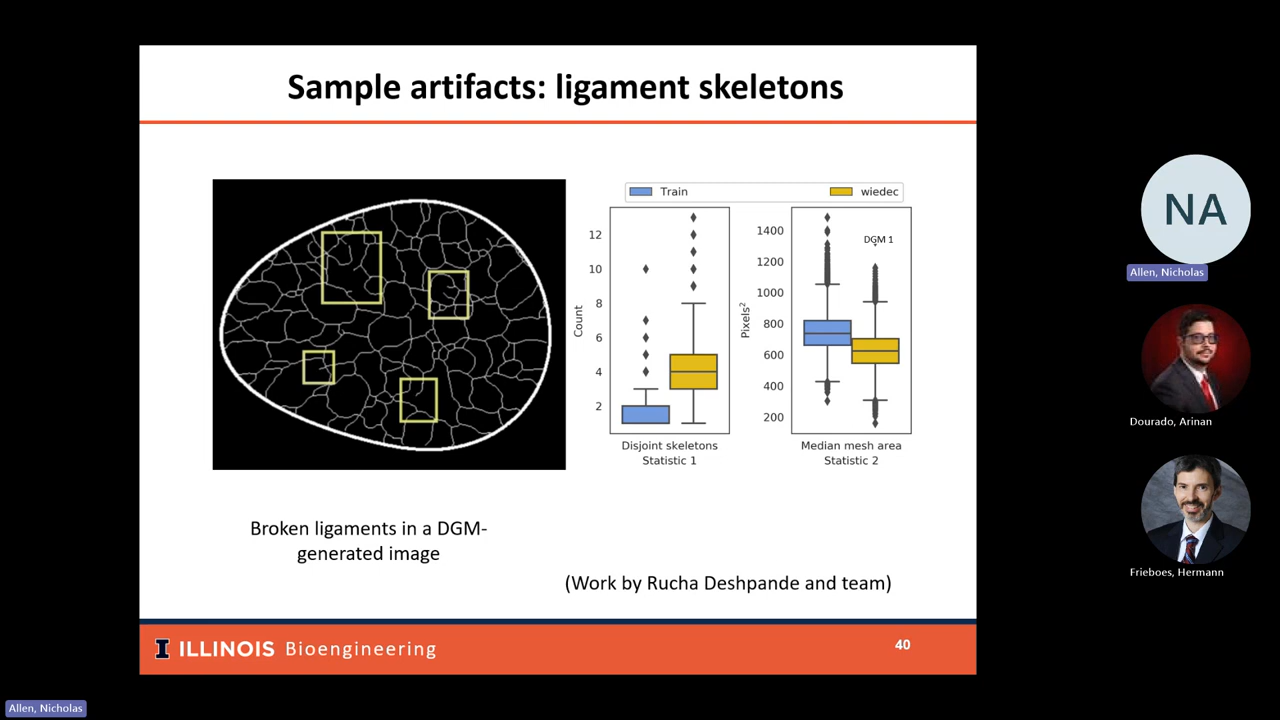 Sample artifacts: ligament skeletons
Train
wiedec
12
10
8
6
4
2
Count
Disjoint skeletons
Statistic 1
1400
1200
1000
800
600
400
200
Pixels²
DGM 1
Median mesh area
Statistic 2
Broken ligaments in a DGM-
generated image
(Work by Rucha Deshpande and team)
I ILLINOIS Bioengineering
40
NA
Allen, Nicholas
Dourado, Arinan
Frieboes, Hermann
Allen, Nicholas